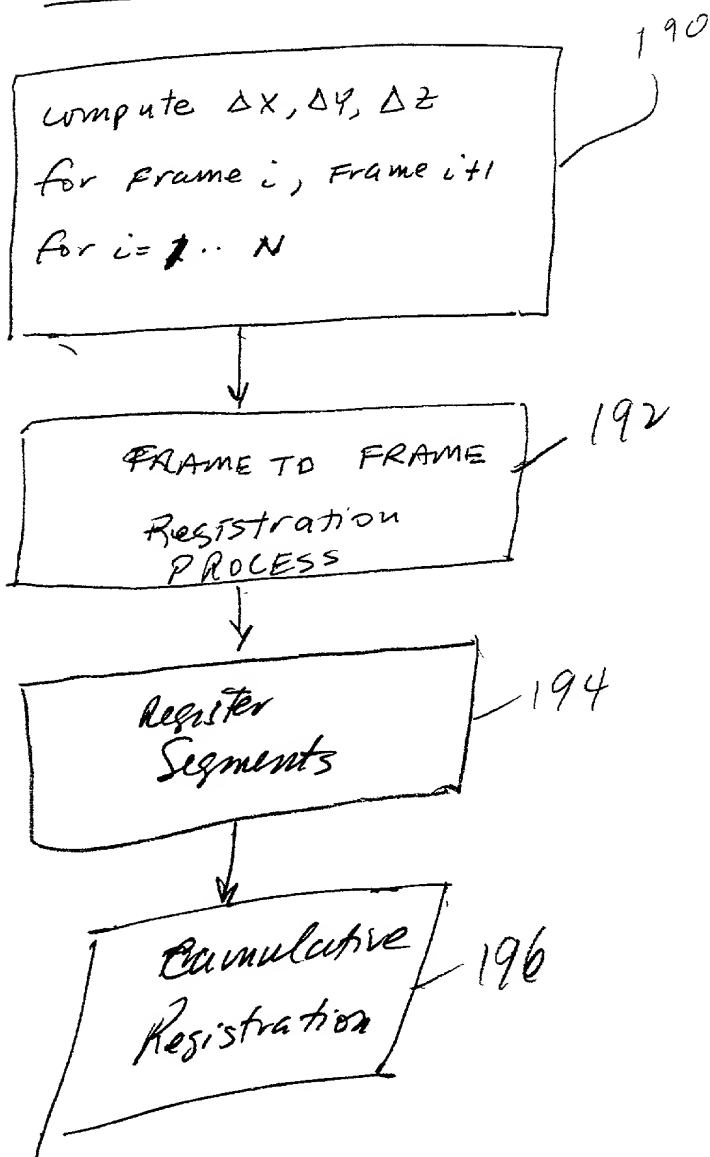 190
compute ΔX, ΔY, ΔZ
for Frame i, Frame i+1
for i= 1 .. N
192
FRAME TO FRAME
Registration
PROCESS
194
Register
Segments
196
Cumulative
Registration